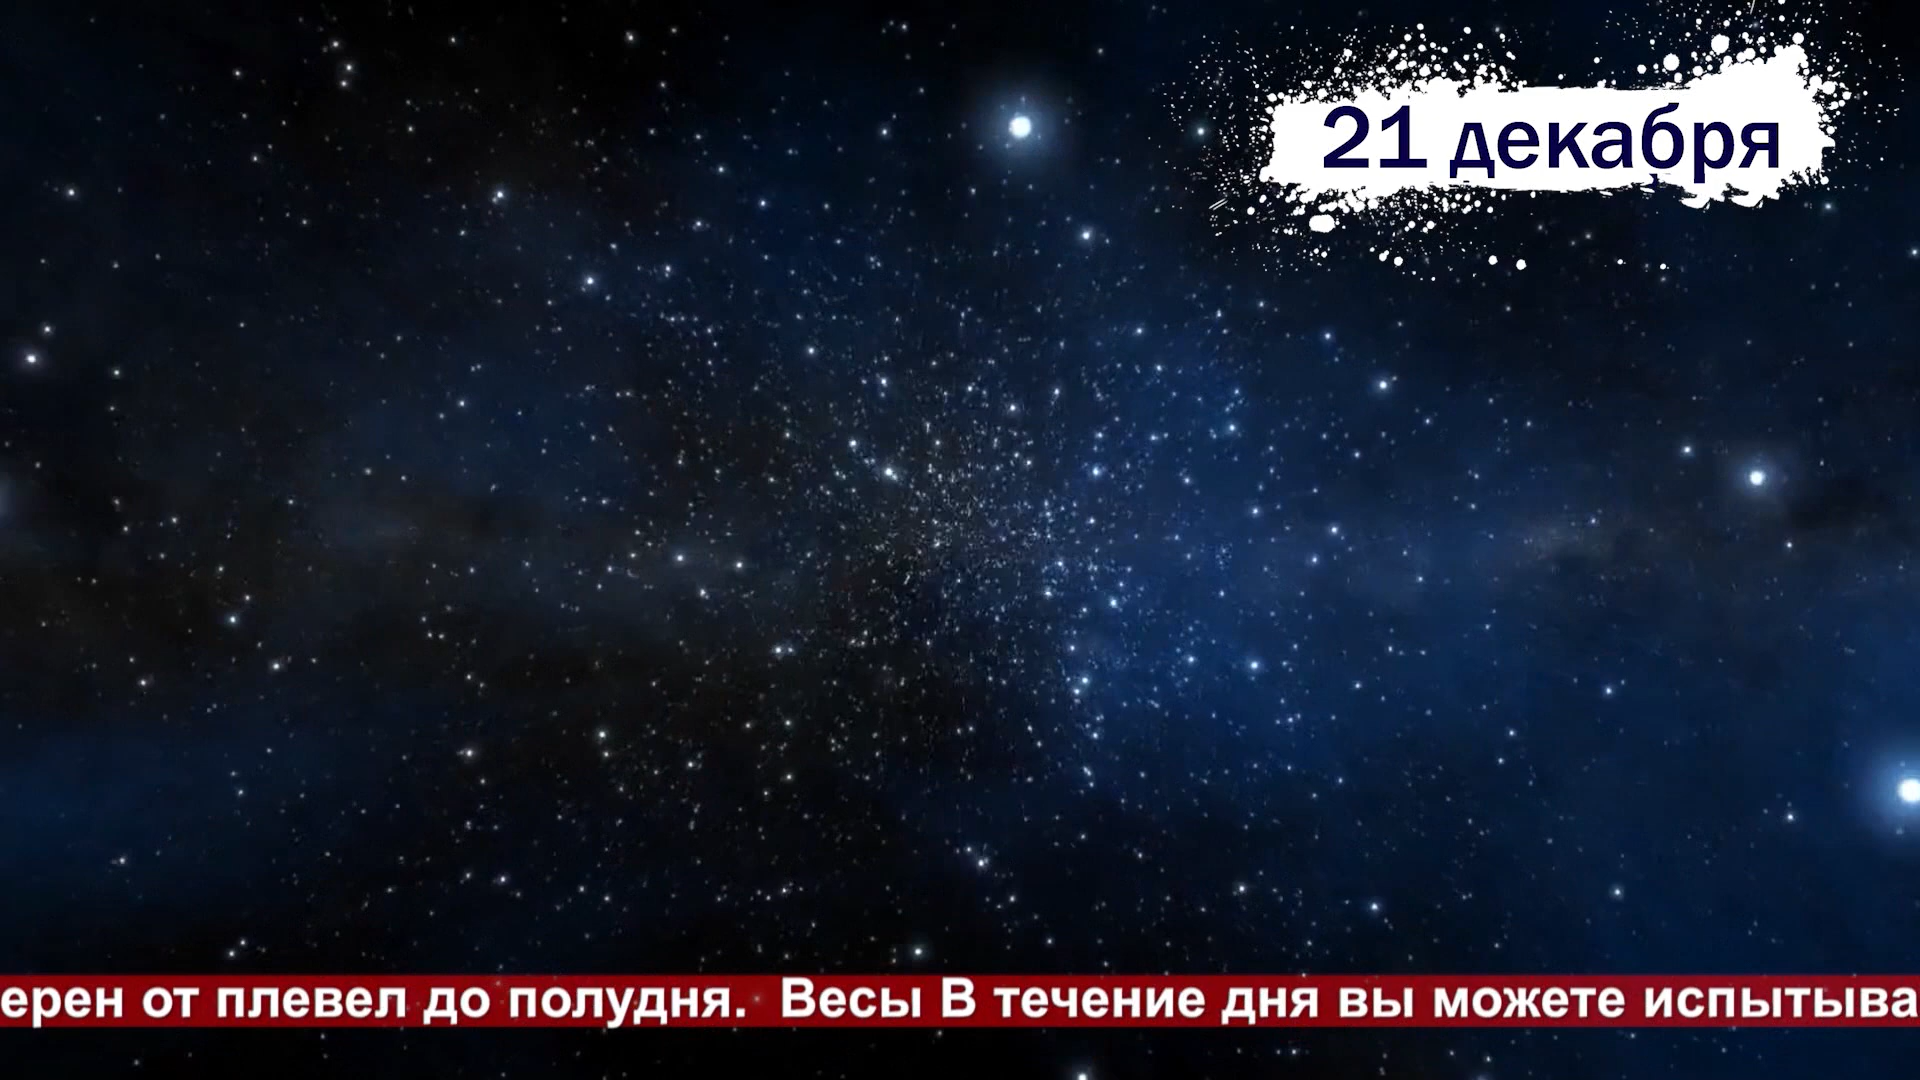 21 декабря
ерен от плевел до полудня. Весы В течение дня вы можете испытыва